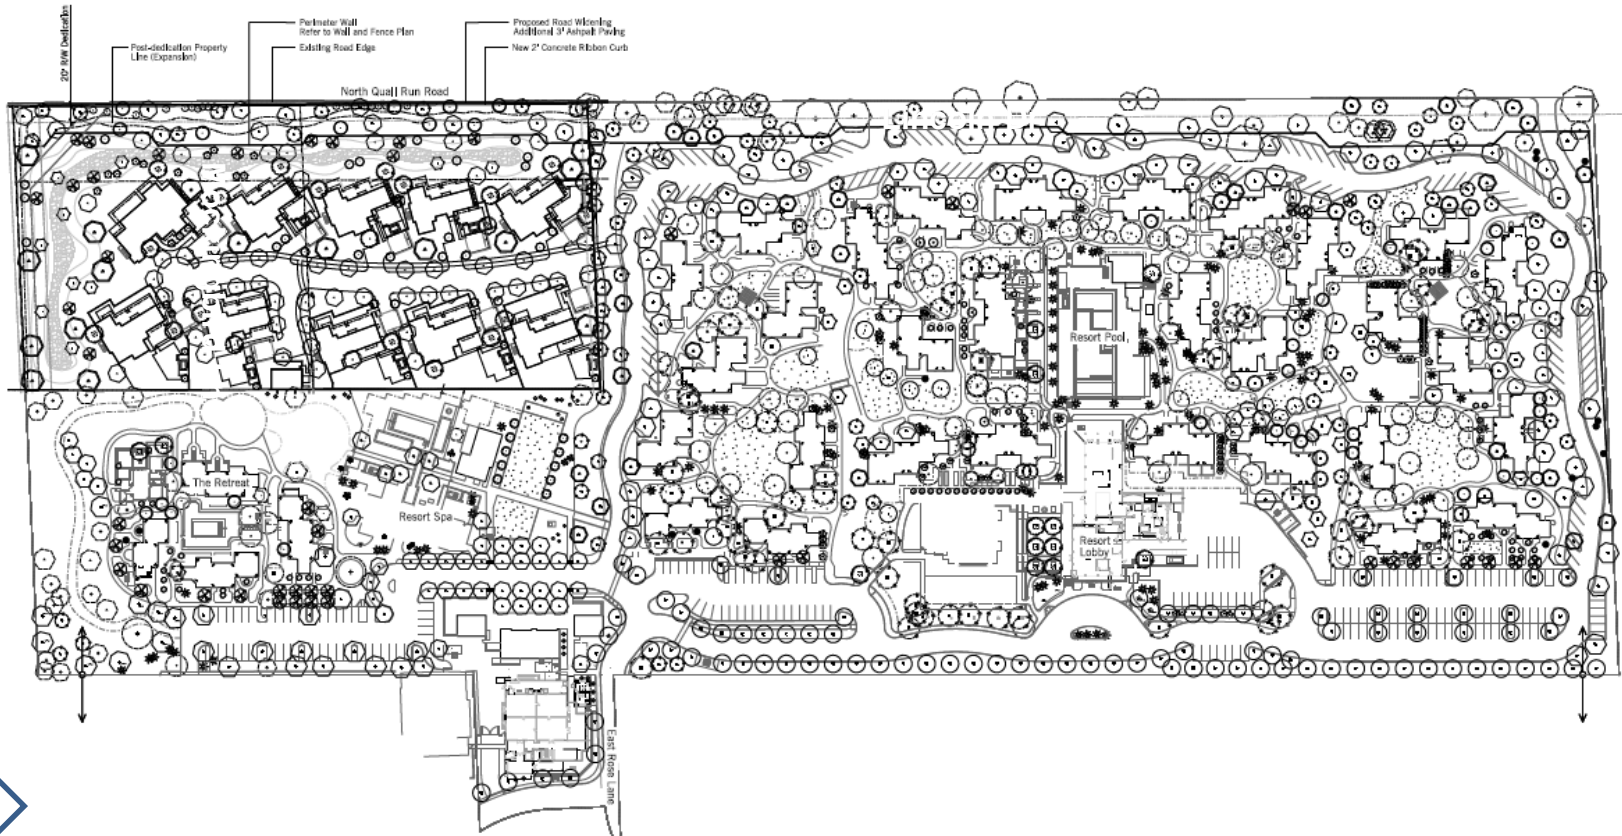 20' R/W Dedication
Post-dedication Property
Line (Expansion)
Perimeter Wall
Refer to Wall and Fence Plan
Existing Road Edge
Proposed Road Widening
Additional 3' Ashpalt Paving
New 2' Concrete Ribbon Curb
North Quail Run Road
Resort Pool
The Retreat
Resort Spa
Resort
Lobby
East Rose Lane